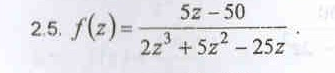 2.5. f(z) = (5z - 50) / (2z³ + 5z² - 25z) .